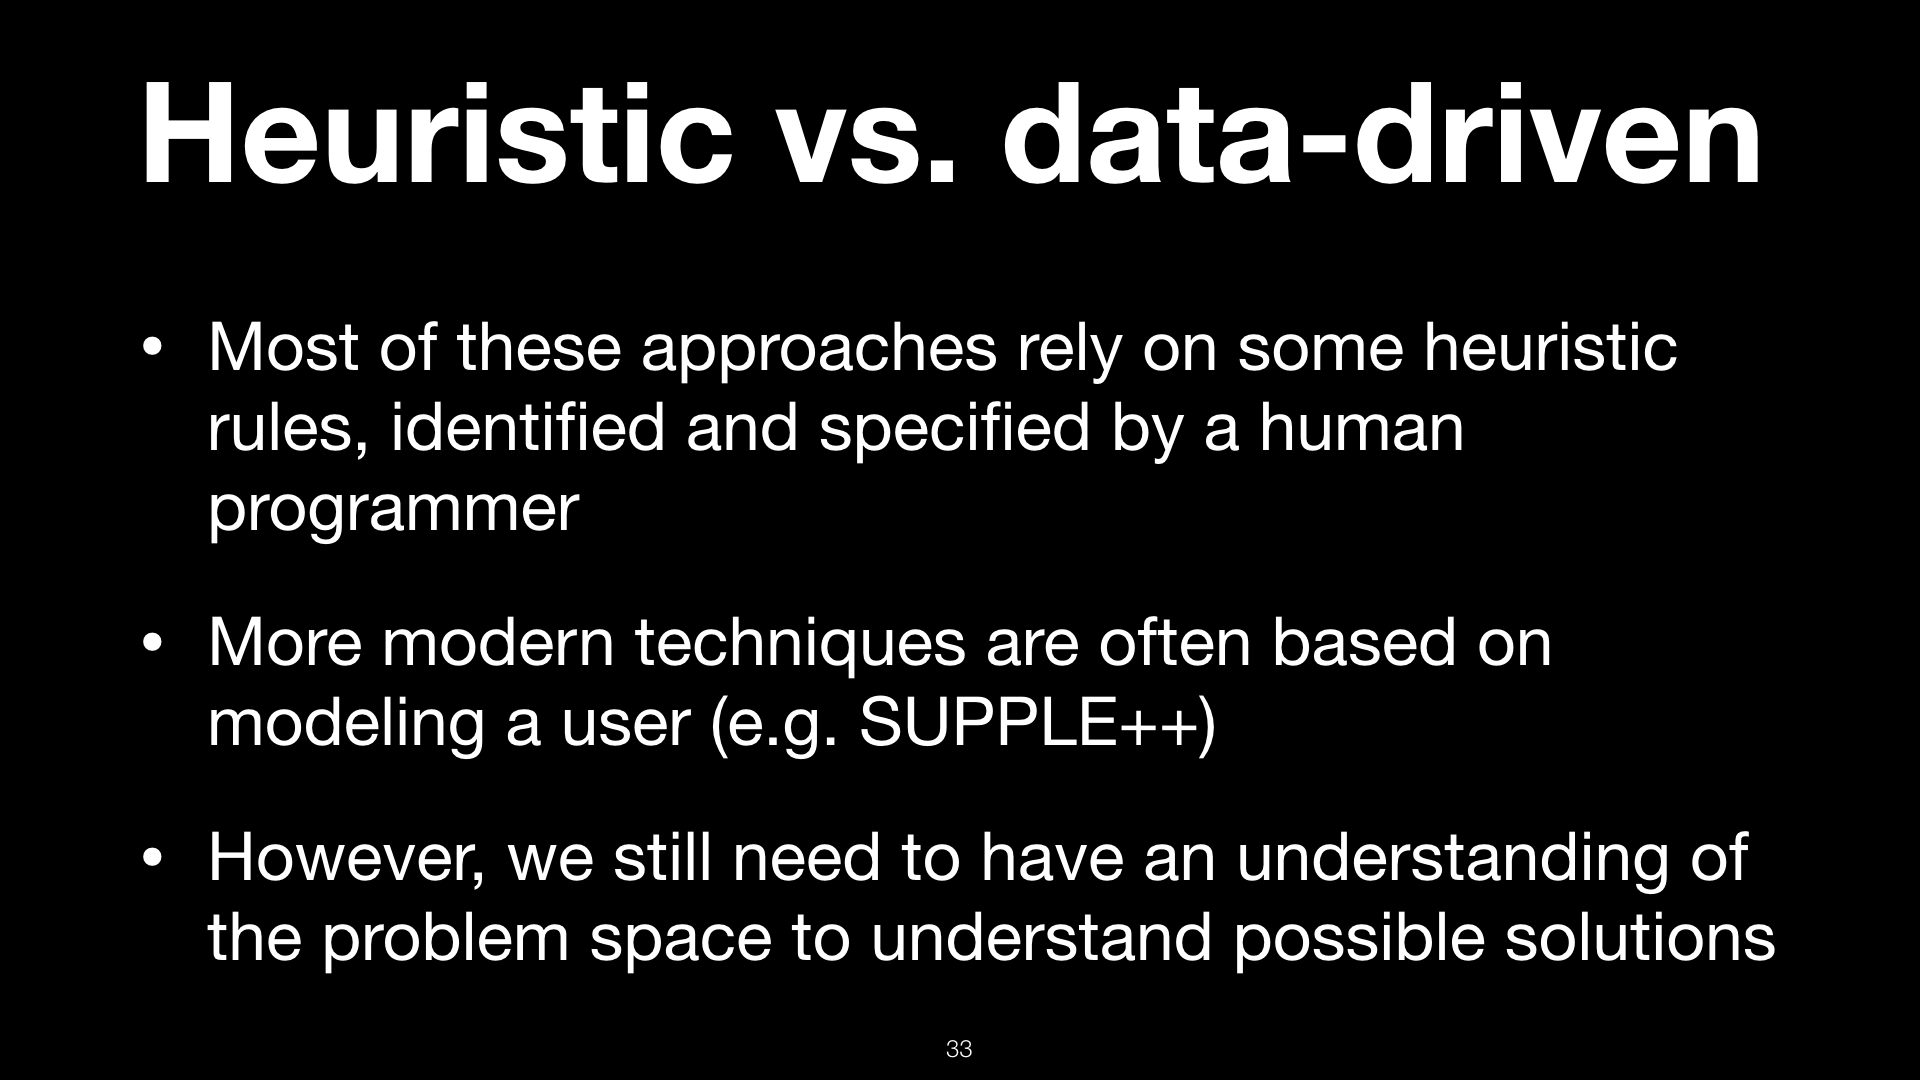 Heuristic vs. data-driven
• Most of these approaches rely on some heuristic
rules, identified and specified by a human
programmer
• More modern techniques are often based on
modeling a user (e.g. SUPPLE++)
• However, we still need to have an understanding of
the problem space to understand possible solutions
33